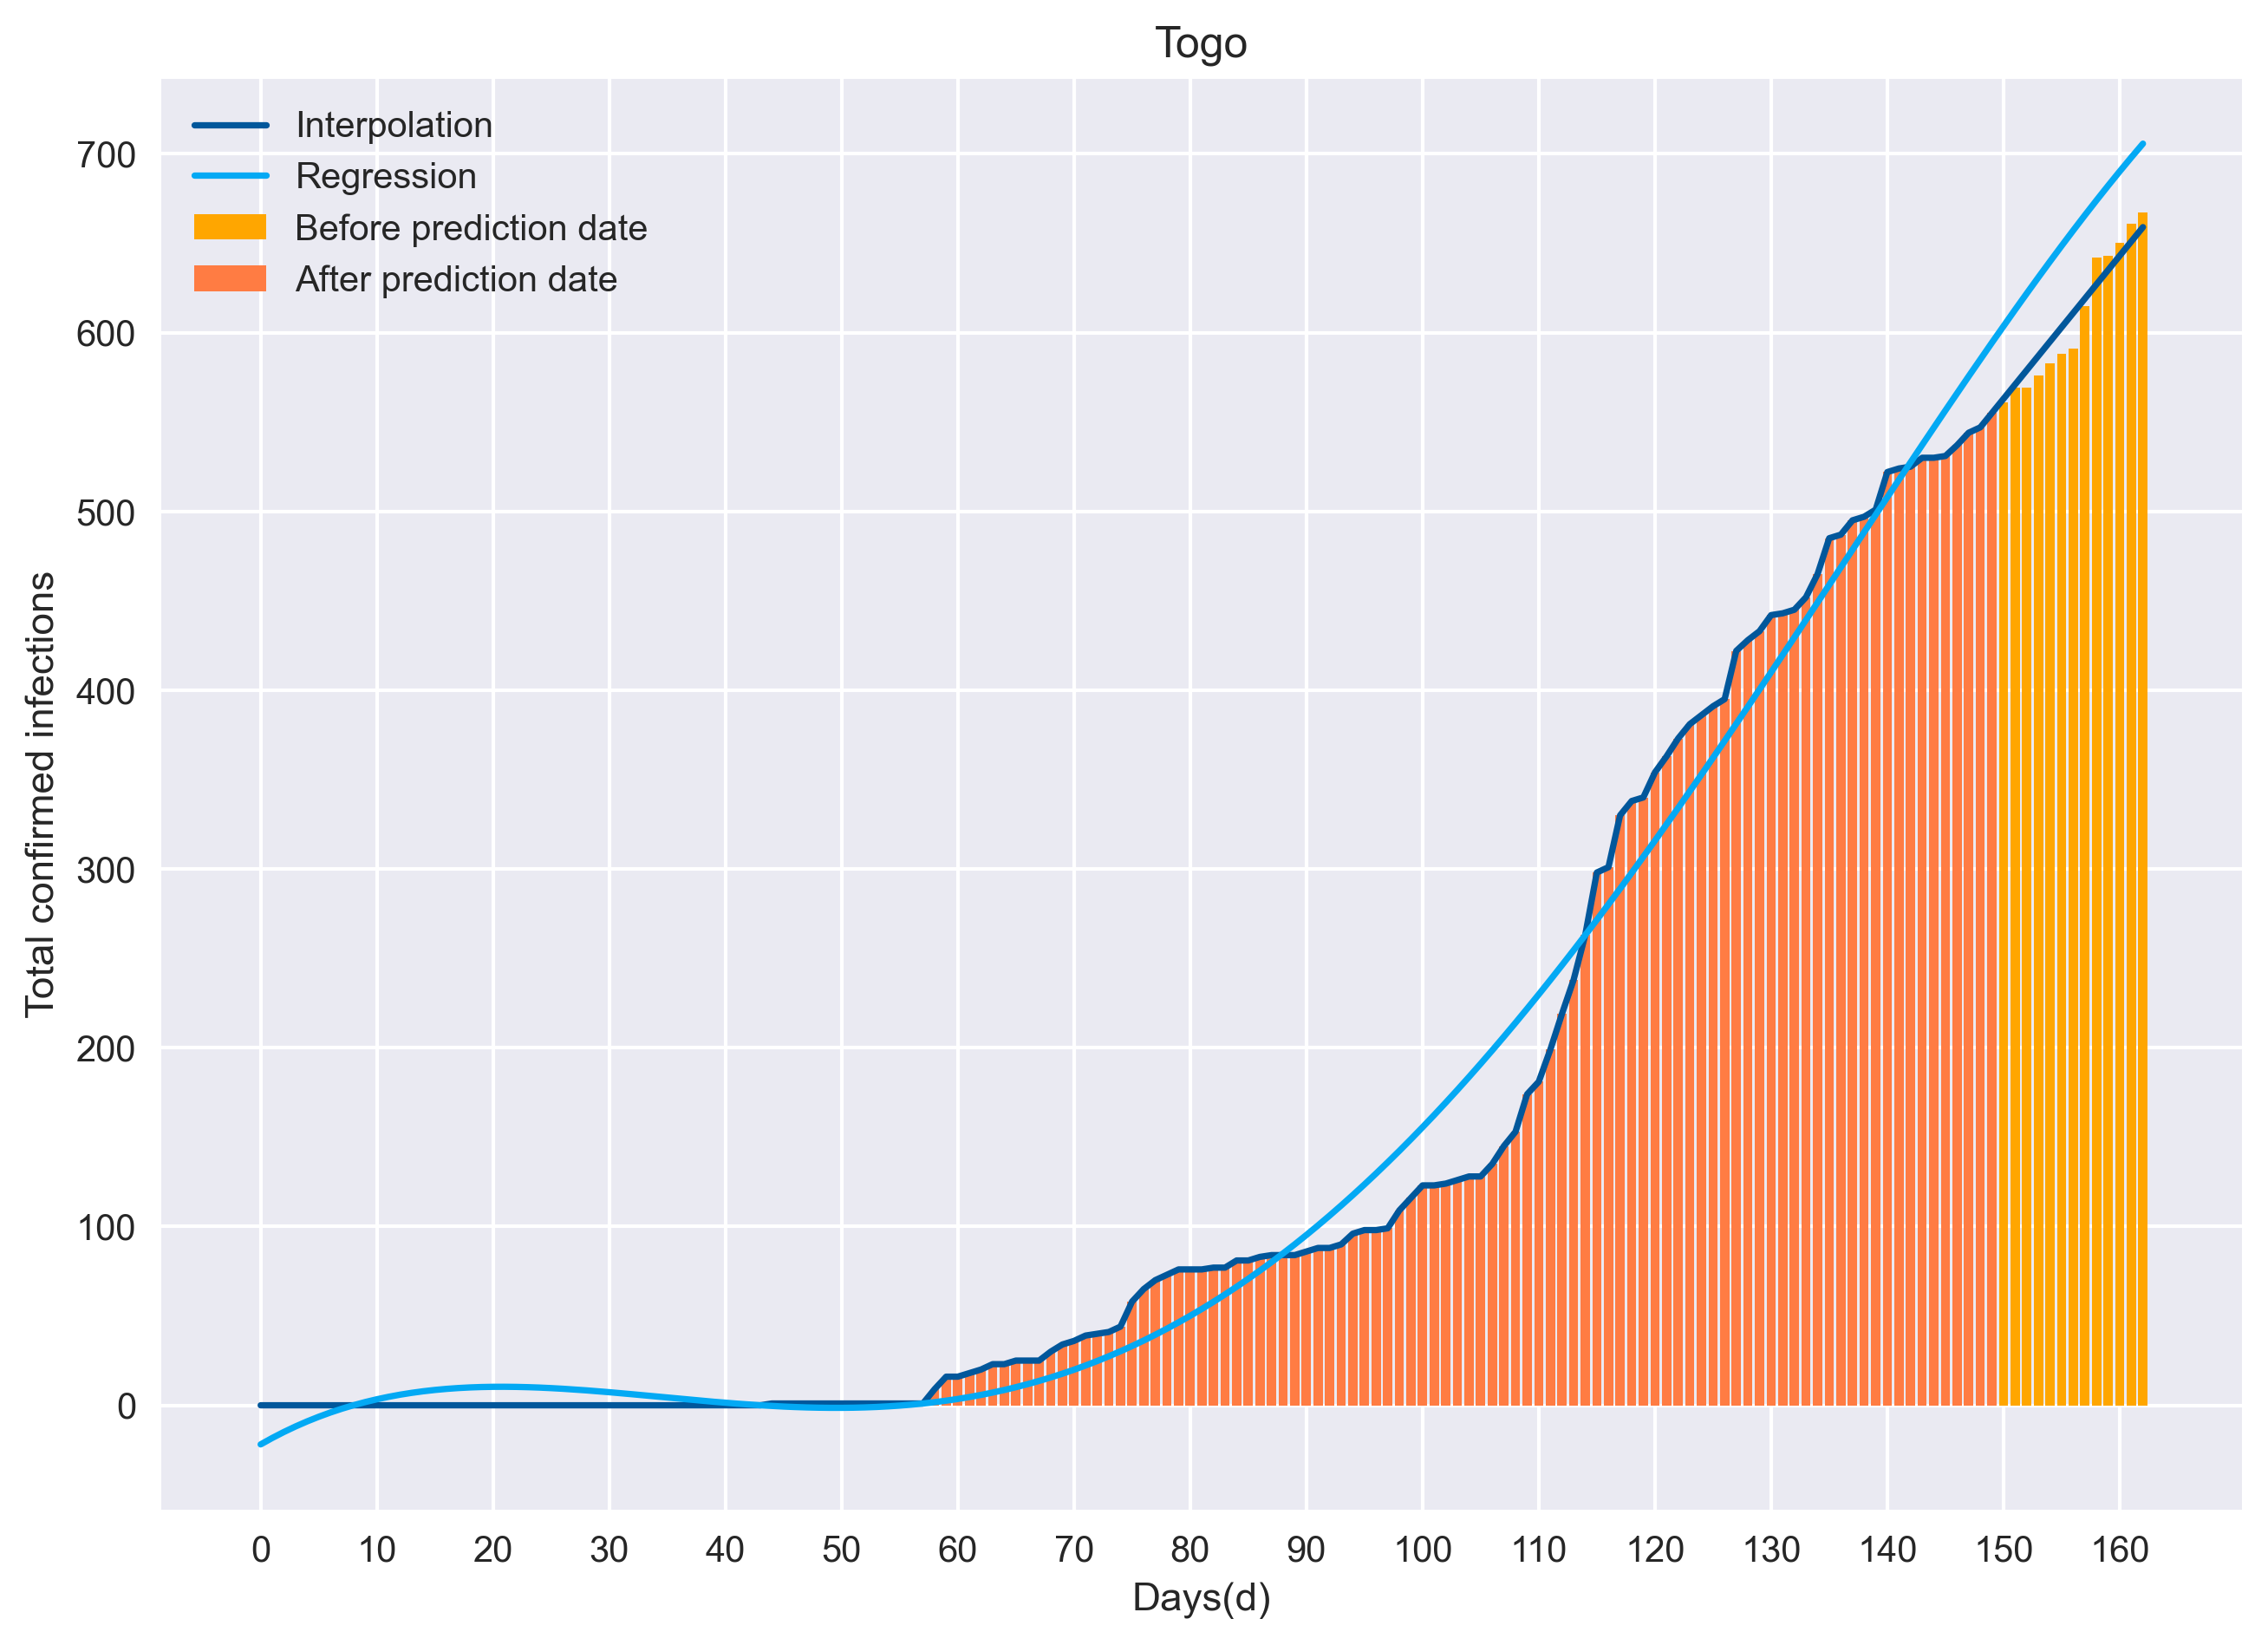 Togo
Interpolation
Regression
Before prediction date
After prediction date
700
600
500
400
300
200
100
0
Total confirmed infections
0 10 20 30 40 50 60 70 80 90 100 110 120 130 140 150 160
Days(d)